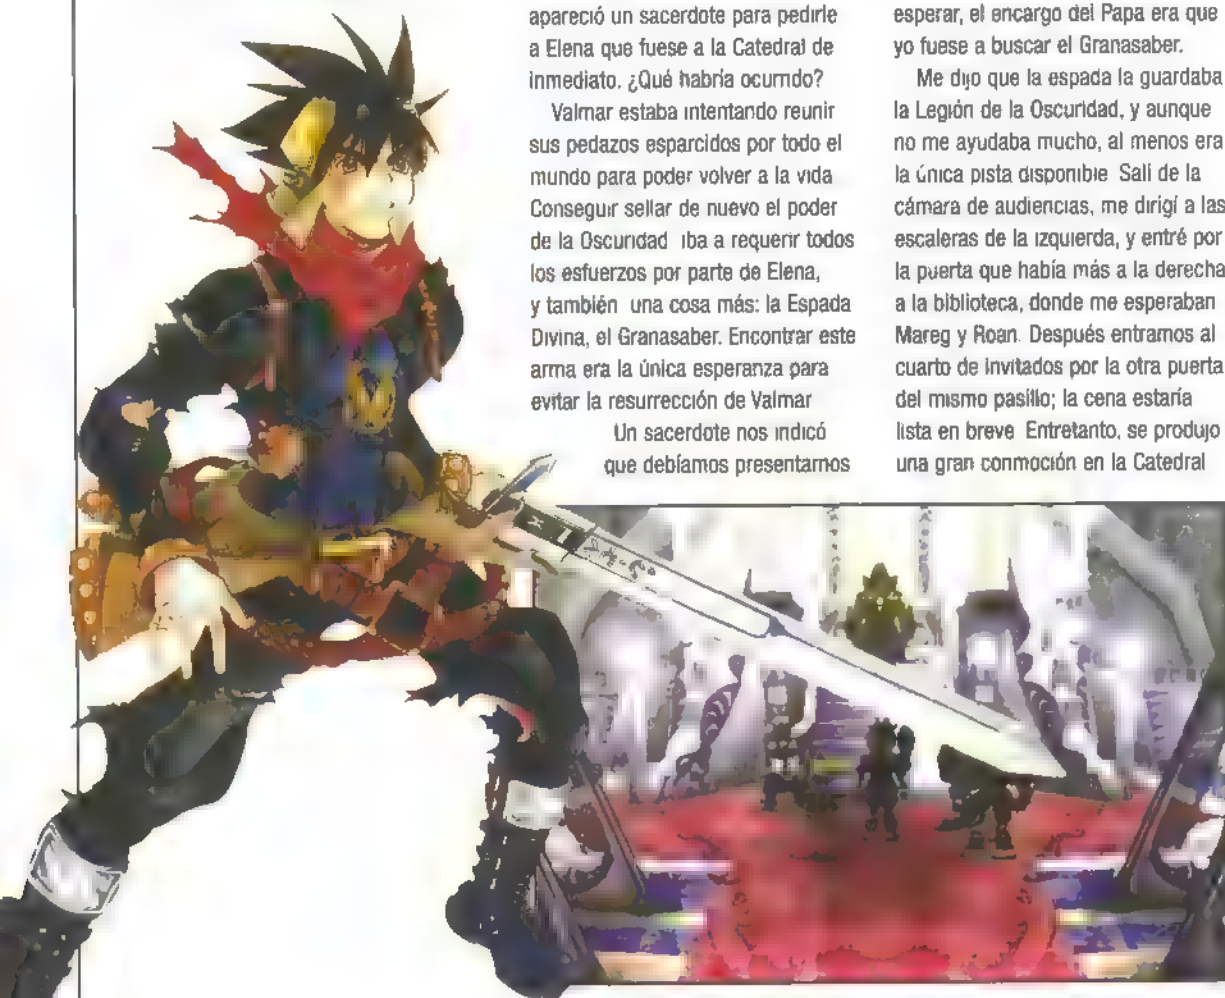 apareció un sacerdote para pedirle
a Elena que fuese a la Catedral de
inmediato. ¿Qué habría ocurrido?
Valmar estaba intentando reunir
sus pedazos esparcidos por todo el
mundo para poder volver a la vida
Conseguir sellar de nuevo el poder
de la Oscuridad iba a requerir todos
los esfuerzos por parte de Elena,
y también una cosa más: la Espada
Divina, el Granasaber. Encontrar este
arma era la única esperanza para
evitar la resurrección de Valmar
Un sacerdote nos indicó
que debíamos presentarnos
esperar, el encargo del Papa era que
yo fuese a buscar el Granasaber.
Me dijo que la espada la guardaba
la Legión de la Oscuridad, y aunque
no me ayudaba mucho, al menos era
la única pista disponible Salí de la
cámara de audiencias, me dirigí a las
escaleras de la izquierda, y entré por
la puerta que había más a la derecha
a la biblioteca, donde me esperaban
Mareg y Roan. Después entramos al
cuarto de invitados por la otra puerta
del mismo pasillo; la cena estaría
lista en breve Entretanto, se produjo
una gran conmoción en la Catedral